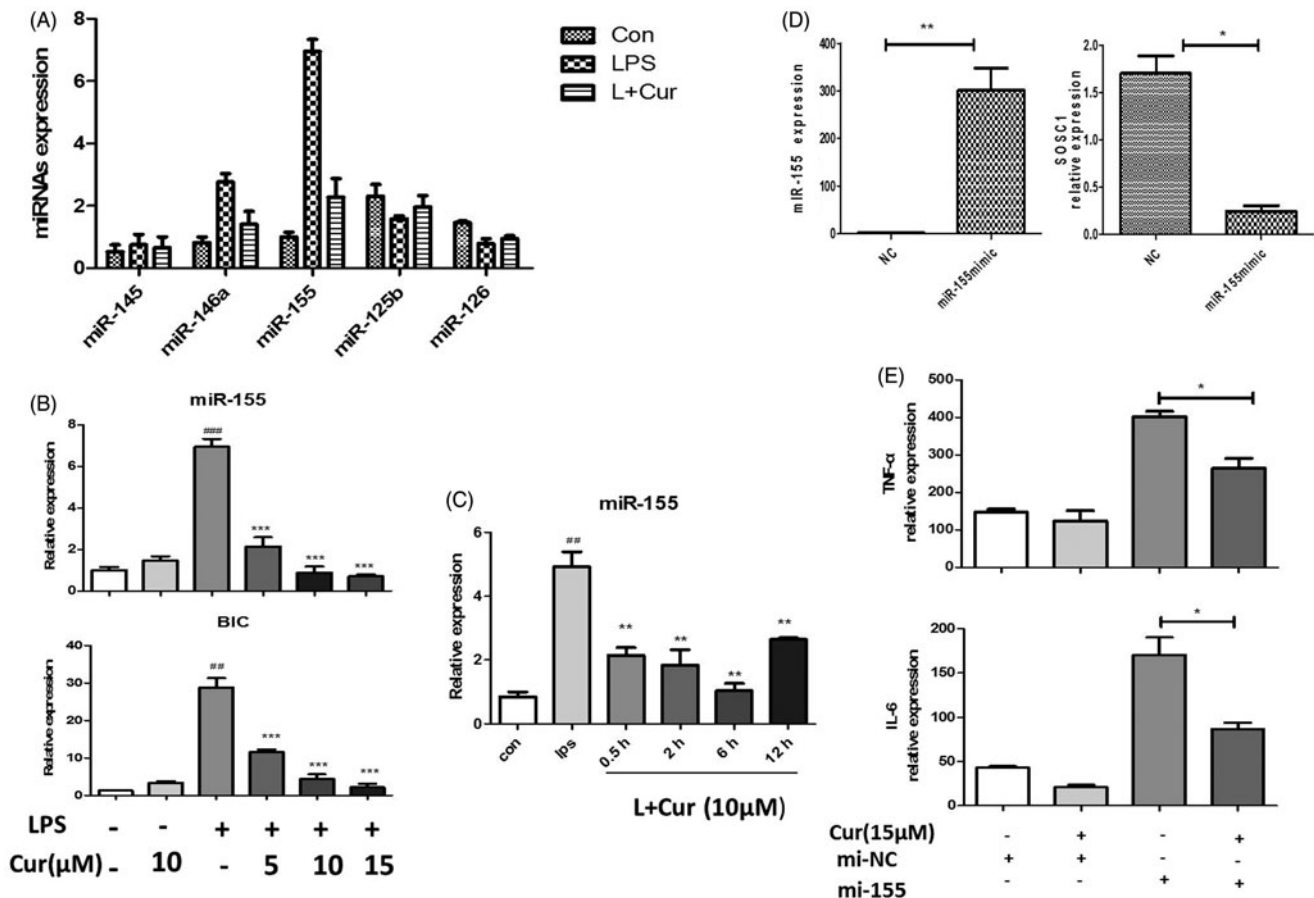 (A)
miRNAs expression
8
6
4
2
0
miR-145
miR-146a
miR-155
miR-125b
miR-126
Con
LPS
L+Cur
(B)
miR-155
Relative expression
8
6
4
2
0
###
***
***
***
BIC
Relative expression
40
30
20
10
0
##
***
***
***
LPS - - + + + +
Cur(μM) - 10 - 5 10 15
(C)
miR-155
Relative expression
6
4
2
0
##
**
**
**
**
con
lps
0.5 h
2 h
6 h
12 h
L+Cur (10μM)
(D)
**
mIR-155 expression
400
300
200
100
0
NC
miR-155mimic
*
SOSC1
relative expression
2.0
1.5
1.0
0.5
0.0
NC
miR-155mimic
(E)
TNF-α
relative expression
500
400
300
200
100
0
*
IL-6
relative expression
200
150
100
50
0
*
Cur(15μM) - + - +
mi-NC + + - -
mi-155 - - + +